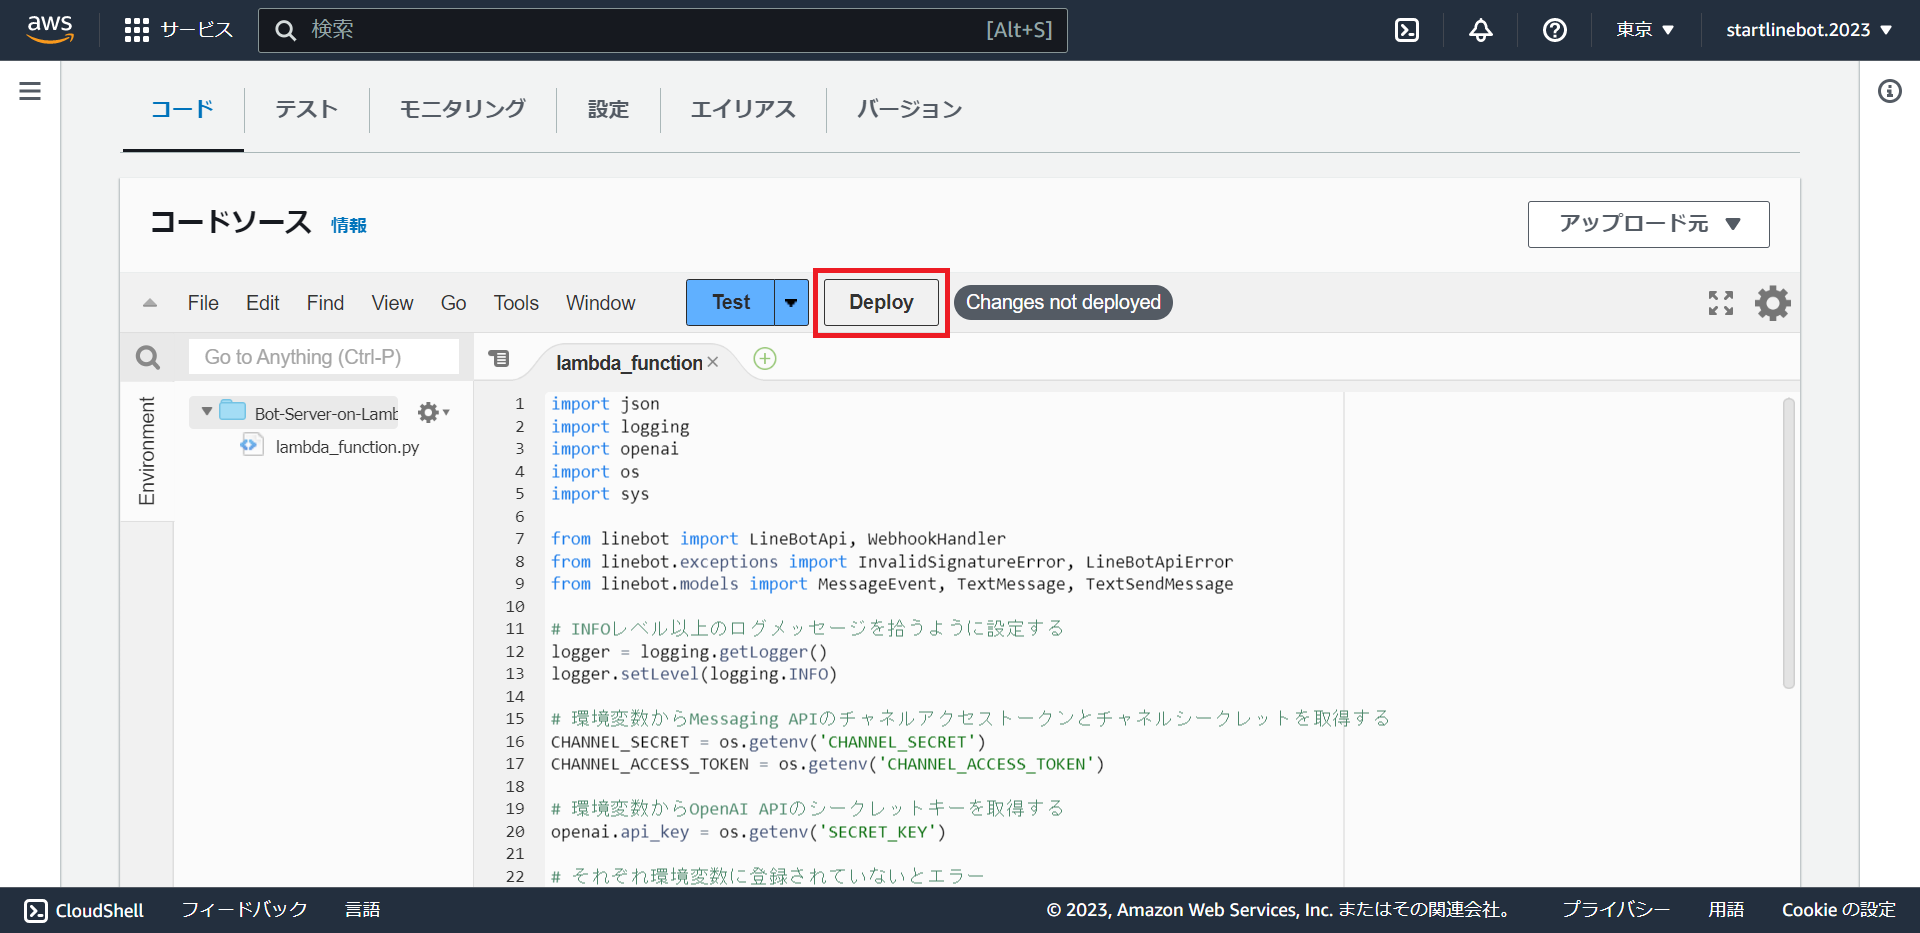 aws サービス 検索 [Alt+S] 東京 startlinebot.2023
コード テスト モニタリング 設定 エイリアス バージョン
コードソース 情報 アップロード元
File Edit Find View Go Tools Window Test Deploy Changes not deployed
Go to Anything (Ctrl-P) lambda_function
Environment
Bot-Server-on-Lamb
lambda_function.py
1 import json
2 import logging
3 import openai
4 import os
5 import sys
6
7 from linebot import LineBotApi, WebhookHandler
8 from linebot.exceptions import InvalidSignatureError, LineBotApiError
9 from linebot.models import MessageEvent, TextMessage, TextSendMessage
10
11 # INFOレベル以上のログメッセージを拾うように設定する
12 logger = logging.getLogger()
13 logger.setLevel(logging.INFO)
14
15 # 環境変数からMessaging APIのチャネルアクセストークンとチャネルシークレットを取得する
16 CHANNEL_SECRET = os.getenv('CHANNEL_SECRET')
17 CHANNEL_ACCESS_TOKEN = os.getenv('CHANNEL_ACCESS_TOKEN')
18
19 # 環境変数からOpenAI APIのシークレットキーを取得する
20 openai.api_key = os.getenv('SECRET_KEY')
21
22 # それぞれ環境変数に登録されていないとエラー
CloudShell フィードバック 言語 © 2023, Amazon Web Services, Inc. またはその関連会社。 プライバシー 用語 Cookie の設定